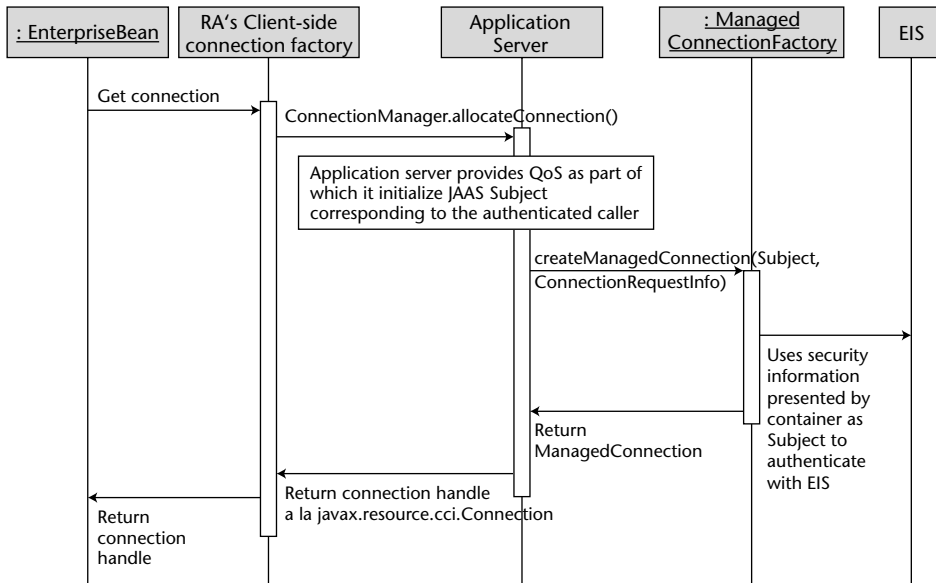 : EnterpriseBean
RA‘s Client-side
connection factory
Application
Server
: Managed
ConnectionFactory
EIS
Get connection
ConnectionManager.allocateConnection()
Application server provides QoS as part of
which it initialize JAAS Subject
corresponding to the authenticated caller
createManagedConnection(Subject,
ConnectionRequestInfo)
Uses security
information
presented by
container as
Subject to
authenticate
with EIS
Return
ManagedConnection
Return connection handle
a la javax.resource.cci.Connection
Return
connection
handle